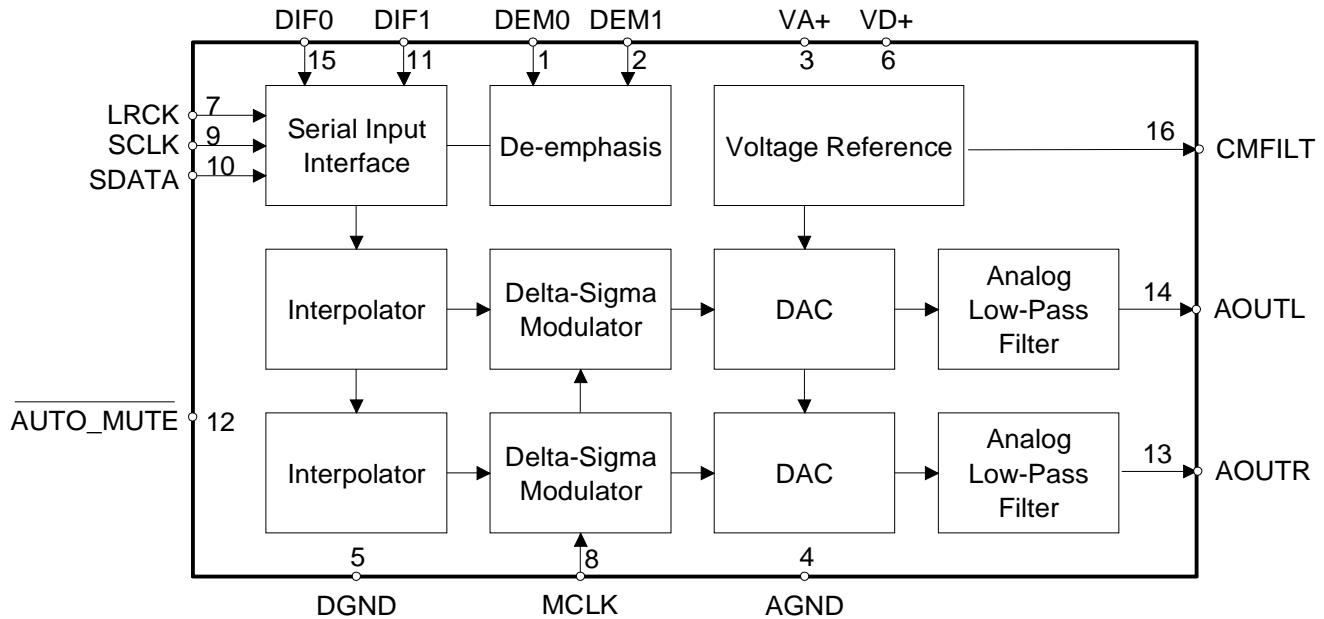 DIF0 DIF1 DEM0 DEM1 VA+ VD+
15 11 1 2 3 6
LRCK 7
SCLK 9
SDATA 10
Serial Input
Interface
De-emphasis
Voltage Reference
16 CMFILT
Interpolator
Delta-Sigma
Modulator
DAC
Analog
Low-Pass
Filter
14 AOUTL
AUTO_MUTE 12
Interpolator
Delta-Sigma
Modulator
DAC
Analog
Low-Pass
Filter
13 AOUTR
5 8 4
DGND MCLK AGND